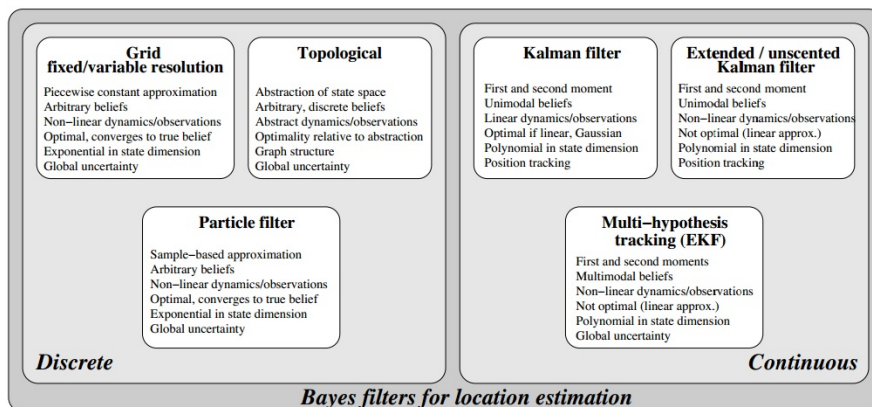 Grid
fixed/variable resolution
Piecewise constant approximation
Arbitrary beliefs
Non-linear dynamics/observations
Optimal, converges to true belief
Exponential in state dimension
Global uncertainty
Topological
Abstraction of state space
Arbitrary, discrete beliefs
Abstract dynamics/observations
Optimality relative to abstraction
Graph structure
Global uncertainty
Particle filter
Sample-based approximation
Arbitrary beliefs
Non-linear dynamics/observations
Optimal, converges to true belief
Exponential in state dimension
Global uncertainty
Discrete
Kalman filter
First and second moment
Unimodal beliefs
Linear dynamics/observations
Optimal if linear, Gaussian
Polynomial in state dimension
Position tracking
Extended / unscented
Kalman filter
First and second moment
Unimodal beliefs
Non-linear dynamics/observations
Not optimal (linear approx.)
Polynomial in state dimension
Position tracking
Multi-hypothesis
tracking (EKF)
First and second moments
Multimodal beliefs
Non-linear dynamics/observations
Not optimal (linear approx.)
Polynomial in state dimension
Global uncertainty
Continuous
Bayes filters for location estimation